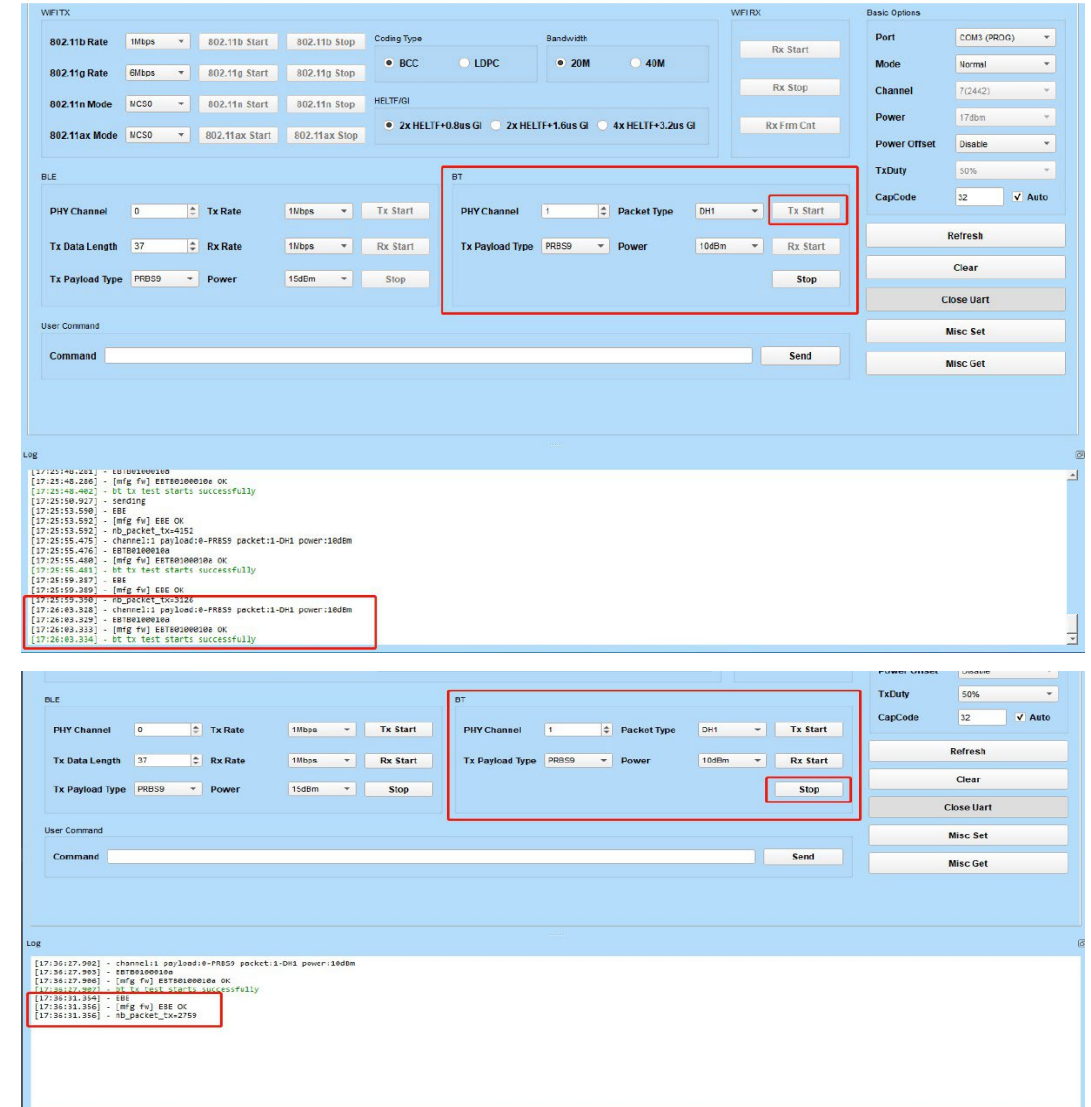 WIFI TX WIFI RX Basic Options
802.11b Rate 1Mbps 802.11b Start 802.11b Stop Coding Type Bandwidth Rx Start Port COM3 (PROG)
BCC LDPC 20M 40M
802.11g Rate 6Mbps 802.11g Start 802.11g Stop Mode Normal
Rx Stop Channel 7(2442)
802.11n Mode MCS0 802.11n Start 802.11n Stop HELTF/GI
2x HELTF+0.8us GI 2x HELTF+1.6us GI 4x HELTF+3.2us GI Rx Frm Cnt Power 17dbm
802.11ax Mode MCS0 802.11ax Start 802.11ax Stop
Power Offset Disable
BLE BT TxDuty 50%
PHY Channel 0 Tx Rate 1Mbps Tx Start PHY Channel 1 Packet Type DH1 Tx Start CapCode 32 Auto
Tx Data Length 37 Rx Rate 1Mbps Rx Start Tx Payload Type PRBS9 Power 10dBm Rx Start Refresh
Tx Payload Type PRBS9 Power 15dBm Stop Stop Clear
Close Uart
User Command Misc Set
Command Send Misc Get
Log
[17:25:48.281] - EBTB0100010a
[17:25:48.286] - [mfg fw] EBTB0100010a OK
[17:25:48.402] - bt tx test starts successfully
[17:25:50.927] - sending
[17:25:53.590] - EBE
[17:25:53.592] - [mfg fw] EBE OK
[17:25:53.592] - nb_packet_tx=4152
[17:25:55.475] - channel:1 payload:0-PRBS9 packet:1-DH1 power:10dBm
[17:25:55.476] - EBTB0100010a
[17:25:55.480] - [mfg fw] EBTB0100010a OK
[17:25:55.481] - bt tx test starts successfully
[17:25:59.387] - EBE
[17:25:59.389] - [mfg fw] EBE OK
[17:25:59.390] - nb_packet_tx=3126
[17:26:03.328] - channel:1 payload:0-PRBS9 packet:1-DH1 power:10dBm
[17:26:03.329] - EBTB0100010a
[17:26:03.333] - [mfg fw] EBTB0100010a OK
[17:26:03.334] - bt tx test starts successfully
Power Offset Disable
BLE BT TxDuty 50%
PHY Channel 0 Tx Rate 1Mbps Tx Start PHY Channel 1 Packet Type DH1 Tx Start CapCode 32 Auto
Tx Data Length 37 Rx Rate 1Mbps Rx Start Tx Payload Type PRBS9 Power 10dBm Rx Start Refresh
Tx Payload Type PRBS9 Power 15dBm Stop Stop Clear
Close Uart
User Command Misc Set
Command Send Misc Get
Log
[17:36:27.902] - channel:1 payload:0-PRBS9 packet:1-DH1 power:10dBm
[17:36:27.903] - EBTB0100010a
[17:36:27.906] - [mfg fw] EBTB0100010a OK
[17:36:27.907] - bt tx test starts successfully
[17:36:31.354] - EBE
[17:36:31.356] - [mfg fw] EBE OK
[17:36:31.356] - nb_packet_tx=2759